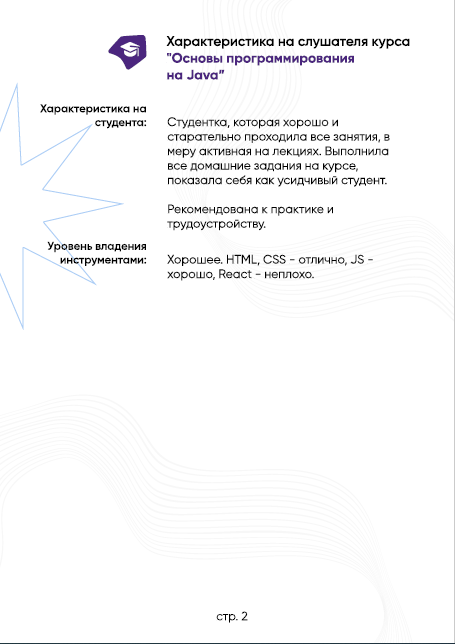 Характеристика на слушателя курса
"Основы программирования
на Java”
Характеристика на
студента:
Студентка, которая хорошо и
старательно проходила все занятия, в
меру активная на лекциях. Выполнила
все домашние задания на курсе,
показала себя как усидчивый студент.
Рекомендована к практике и
трудоустройству.
Уровень владения
инструментами:
Хорошее. HTML, CSS - отлично, JS -
хорошо, React - неплохо.
стр. 2